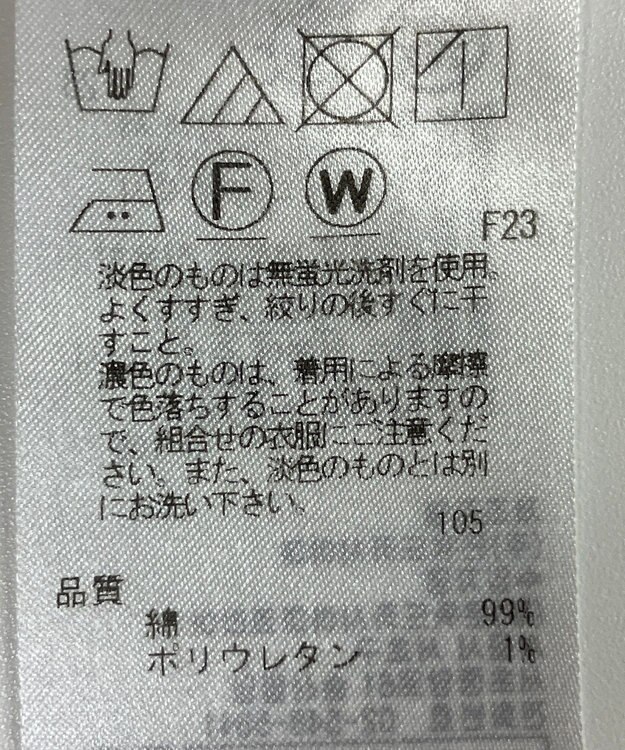 F W
F23
淡色のものは無蛍光洗剤を使用。
よくすすぎ、絞りの後すぐに干
すこと。
濃色のものは、着用による摩擦
で色落ちすることがありますの
で、組合せの衣服にご注意くだ
さい。また、淡色のものとは別
にお洗い下さい。
105
品質
綿 99%
ポリウレタン 1%